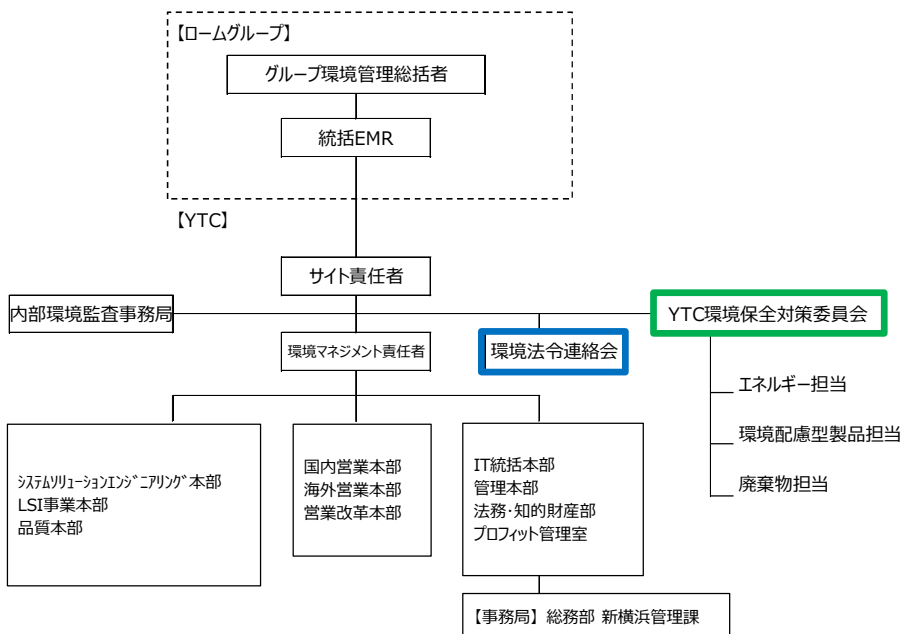 【ロームグループ】
グループ環境管理総括者
統括EMR
【YTC】
サイト責任者
内部環境監査事務局
YTC環境保全対策委員会
環境マネジメント責任者
環境法令連絡会
エネルギー担当
環境配慮型製品担当
廃棄物担当
ｼｽﾃﾑｿﾘｭｰｼｮﾝｴﾝｼﾞﾆｱﾘﾝｸﾞ本部
LSI事業本部
品質本部
国内営業本部
海外営業本部
営業改革本部
IT統括本部
管理本部
法務・知的財産部
プロフィット管理室
【事務局】総務部 新横浜管理課